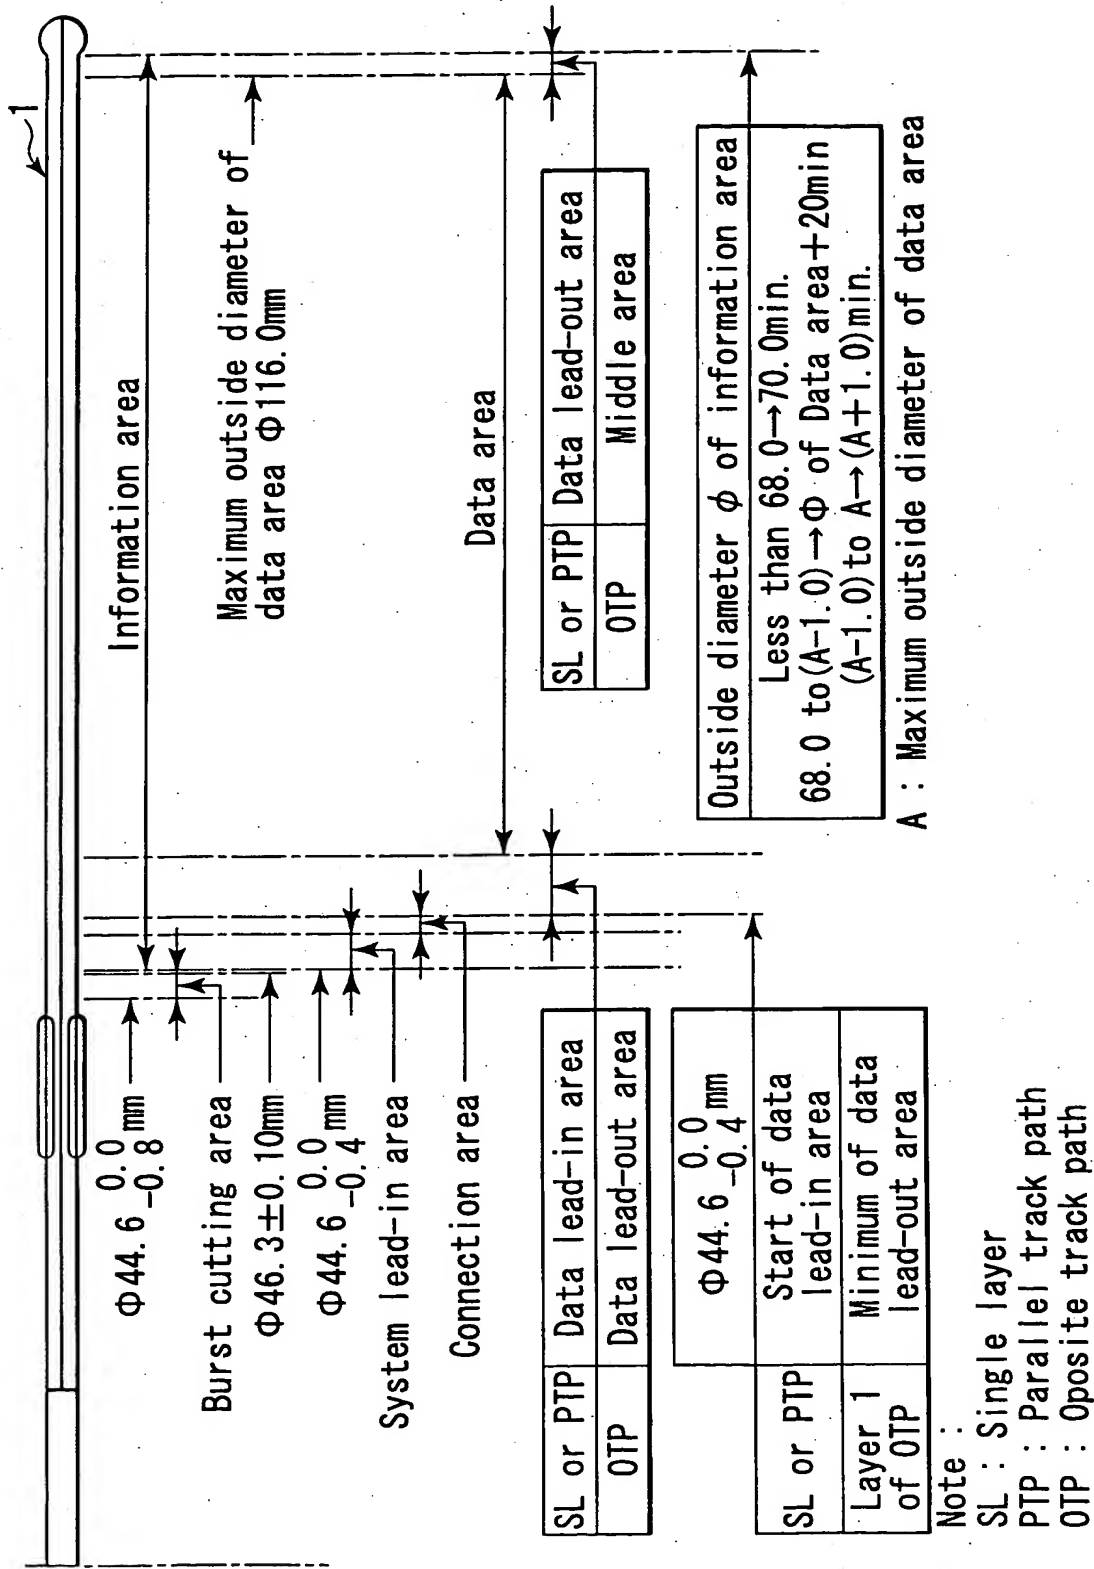 1
Information area
Maximum outside diameter of
data area Φ116.0mm
Data area
Φ44.6 0.0 -0.8 mm
Burst cutting area
Φ46.3±0.10mm
Φ44.6 0.0 -0.4 mm
System lead-in area
Connection area
SL or PTP Data lead-in area
OTP Data lead-out area
SL or PTP Data lead-out area
OTP Middle area
Φ44.6 0.0 -0.4 mm
SL or PTP Start of data
lead-in area
Layer 1 Minimum of data
of OTP lead-out area
Outside diameter ϕ of information area
Less than 68.0→70.0min.
68.0 to(A-1.0)→Φ of Data area+20min
(A-1.0)to A→(A+1.0)min.
A : Maximum outside diameter of data area
Note :
SL : Single layer
PTP : Parallel track path
OTP : Oposite track path